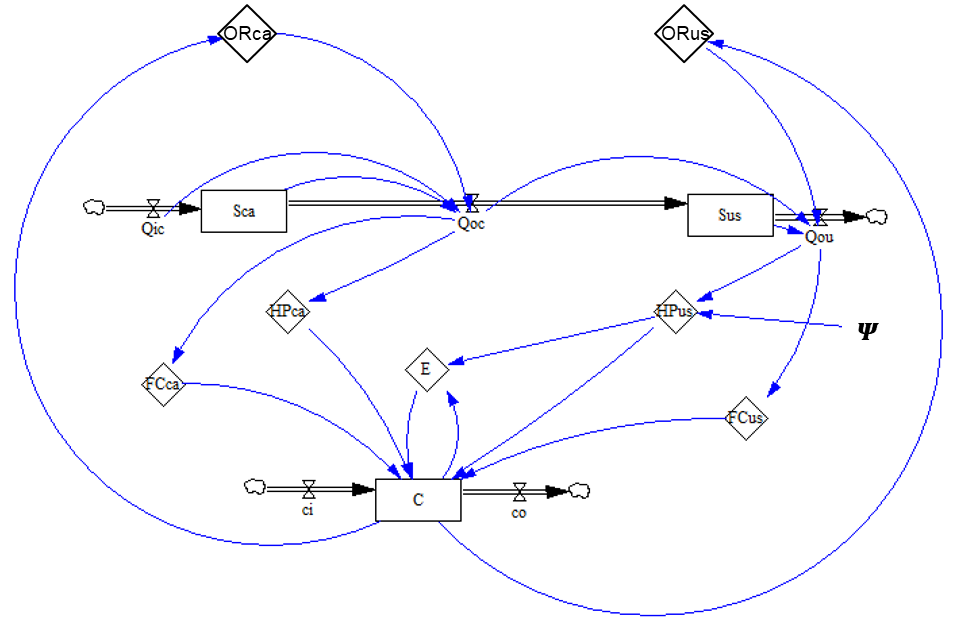 ORca
ORus
Sca
Sus
Qic
Qoc
Qou
HPca
HPus
Ψ
E
FCca
FCus
C
ci
co